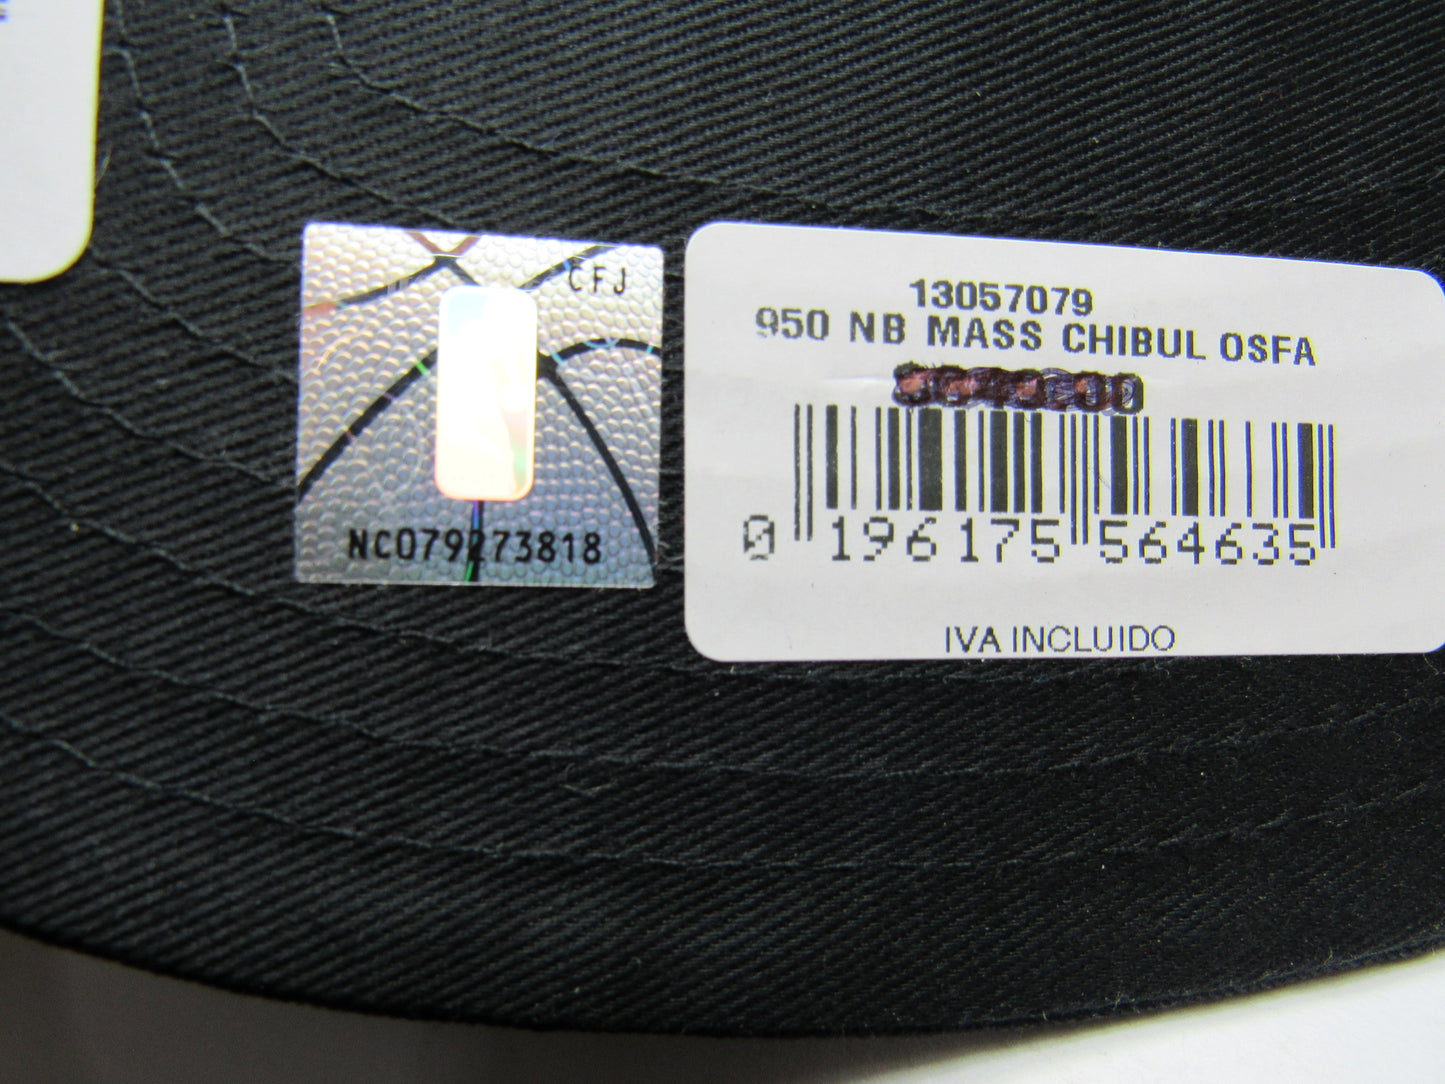 CFJ
NC079273818
13057079
950 NB MASS CHIBUL OSFA
0 196175 564635
IVA INCLUIDO